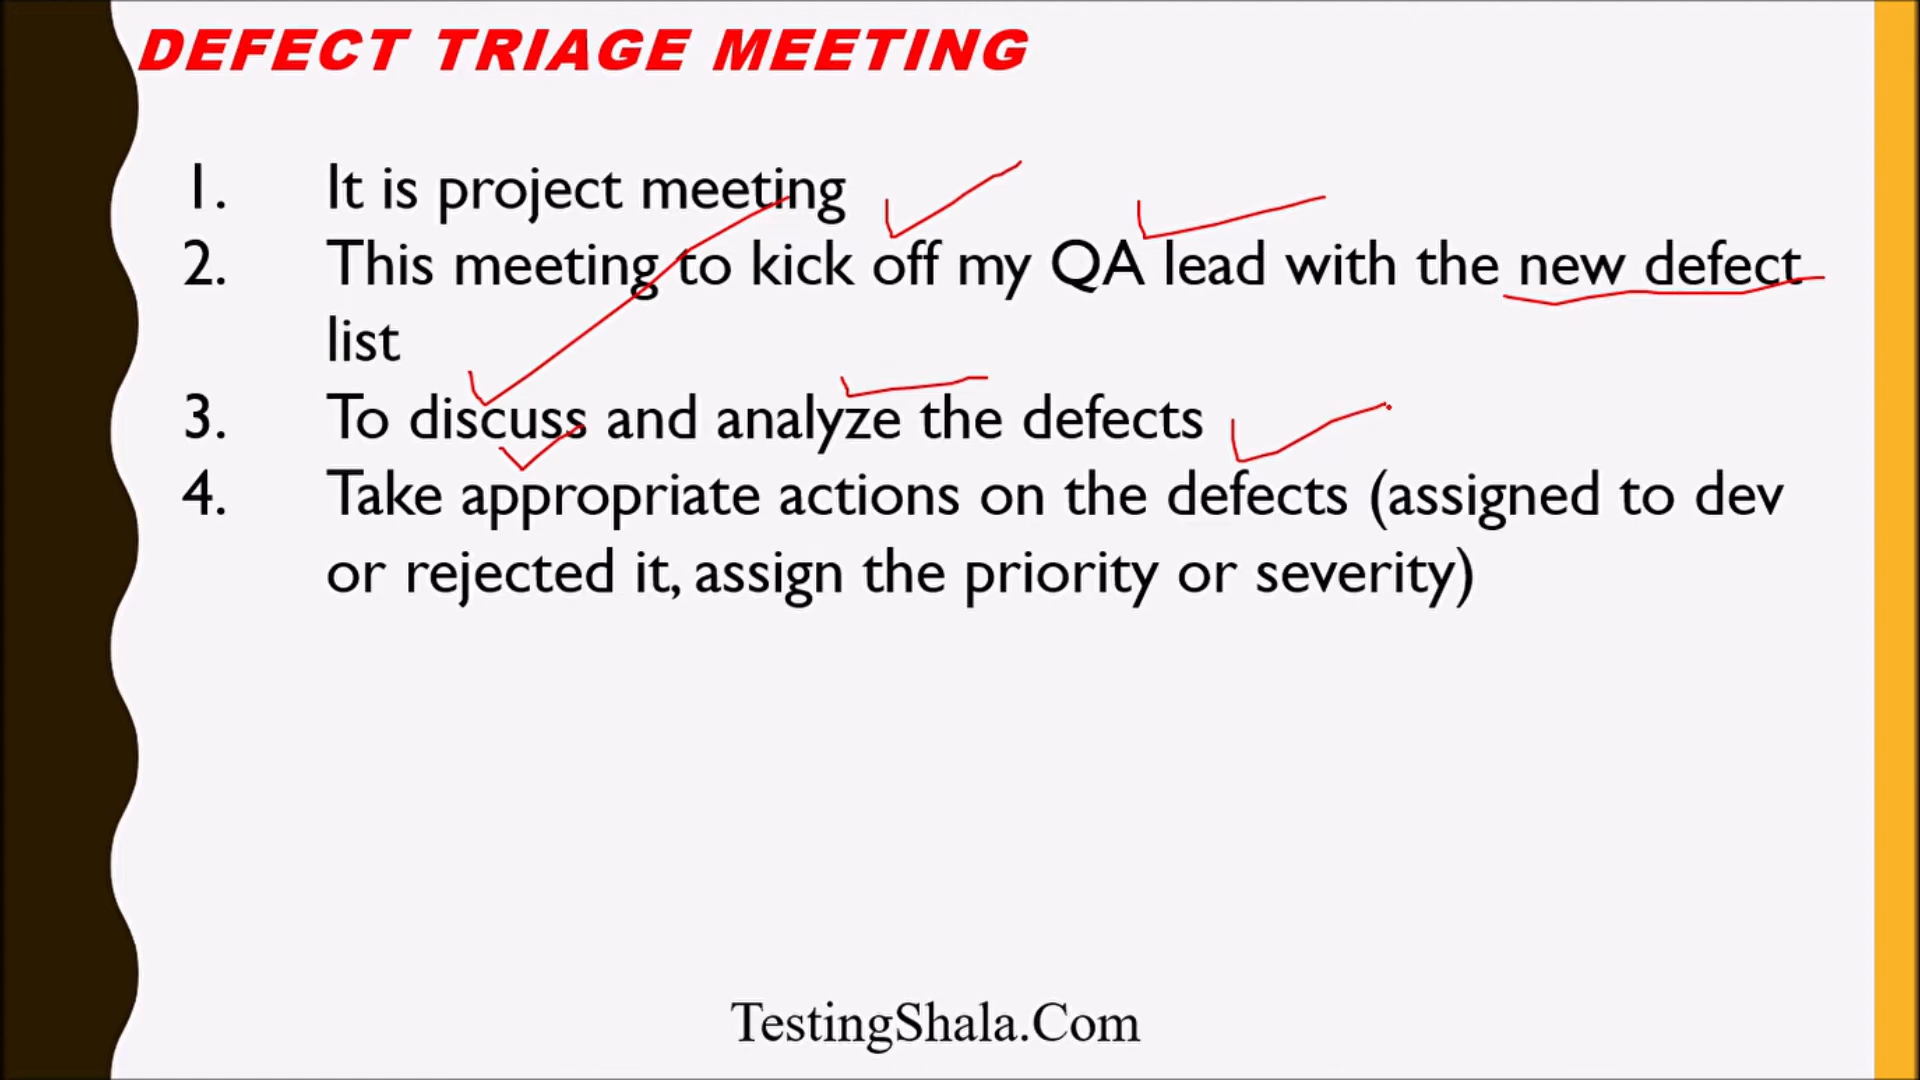 DEFECT TRIAGE MEETING
1. It is project meeting
2. This meeting to kick off my QA lead with the new defect
list
3. To discuss and analyze the defects
4. Take appropriate actions on the defects (assigned to dev
or rejected it, assign the priority or severity)
TestingShala.Com